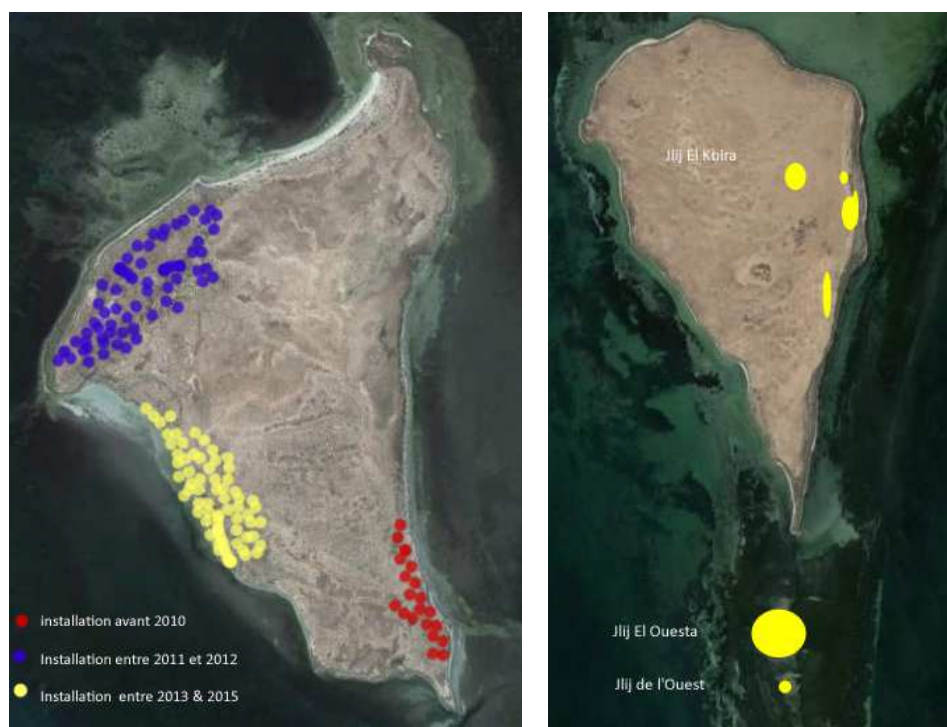 installation avant 2010
Installation entre 2011 et 2012
Installation entre 2013 & 2015
Jlij El Kbira
Jlij El Ouesta
Jlij de l'Ouest